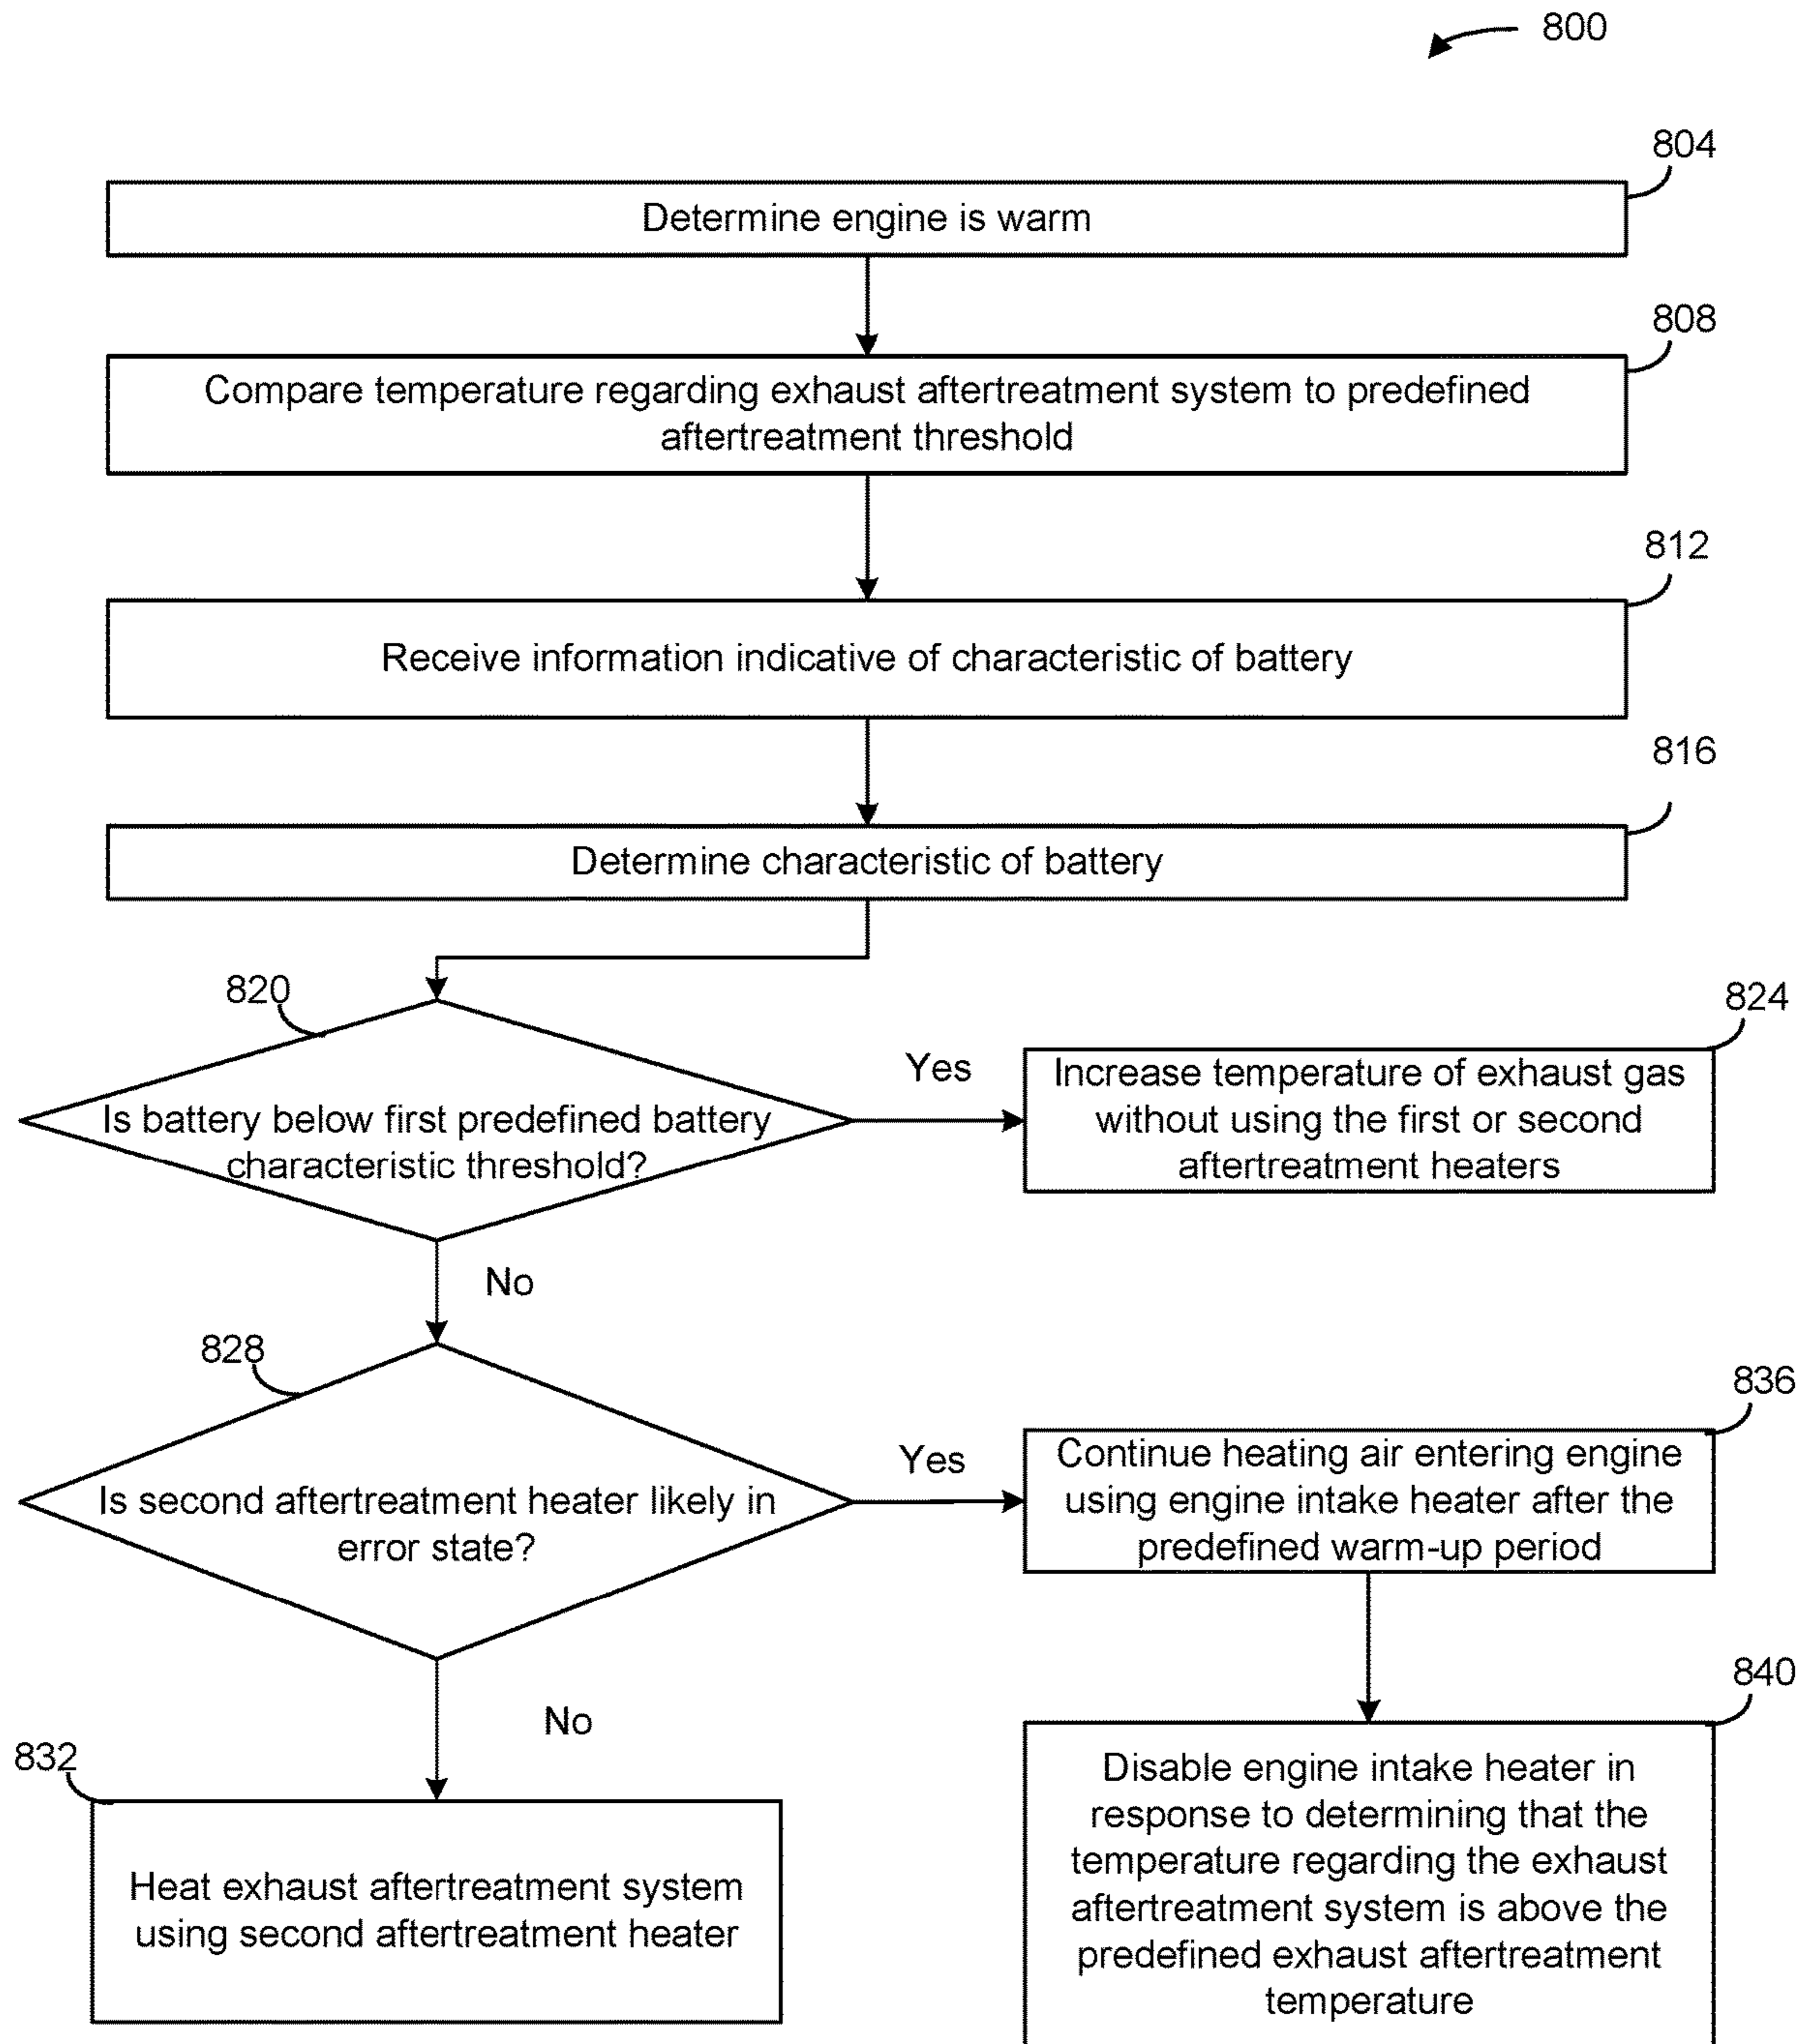 800
804
Determine engine is warm
808
Compare temperature regarding exhaust aftertreatment system to predefined
aftertreatment threshold
812
Receive information indicative of characteristic of battery
816
Determine characteristic of battery
820
Is battery below first predefined battery
characteristic threshold?
Yes
824
Increase temperature of exhaust gas
without using the first or second
aftertreatment heaters
No
828
Is second aftertreatment heater likely in
error state?
Yes
836
Continue heating air entering engine
using engine intake heater after the
predefined warm-up period
No
832
Heat exhaust aftertreatment system
using second aftertreatment heater
840
Disable engine intake heater in
response to determining that the
temperature regarding the exhaust
aftertreatment system is above the
predefined exhaust aftertreatment
temperature